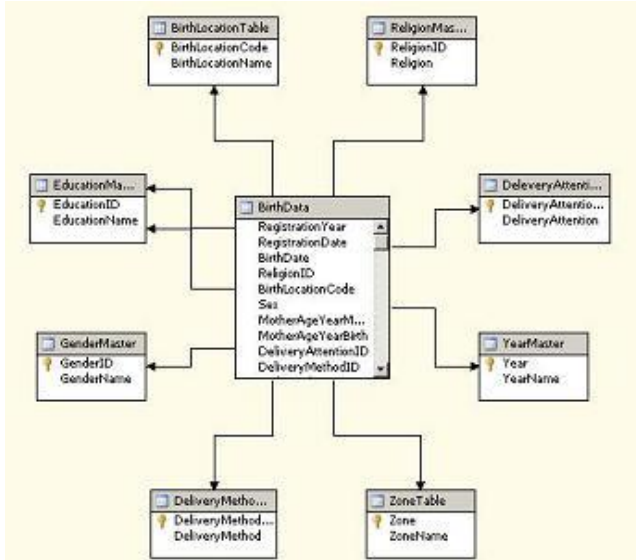 BirthLocationTable
BirthLocationCode
BirthLocationName
ReligionMas...
ReligionID
Religion
EducationMa...
EducationID
EducationName
BirthData
RegistrationYear
RegistrationDate
BirthDate
ReligionID
BirthLocationCode
Sex
MotherAgeYearM...
MotherAgeYearBirth
DeliveryAttentionID
DeliveryMethodID
DeleveryAttenti...
DeliveryAttentio...
DeliveryAttention
GenderMaster
GenderID
GenderName
YearMaster
Year
YearName
DeliveryMetho...
DeliveryMethod...
DeliveryMethod
ZoneTable
Zone
ZoneName